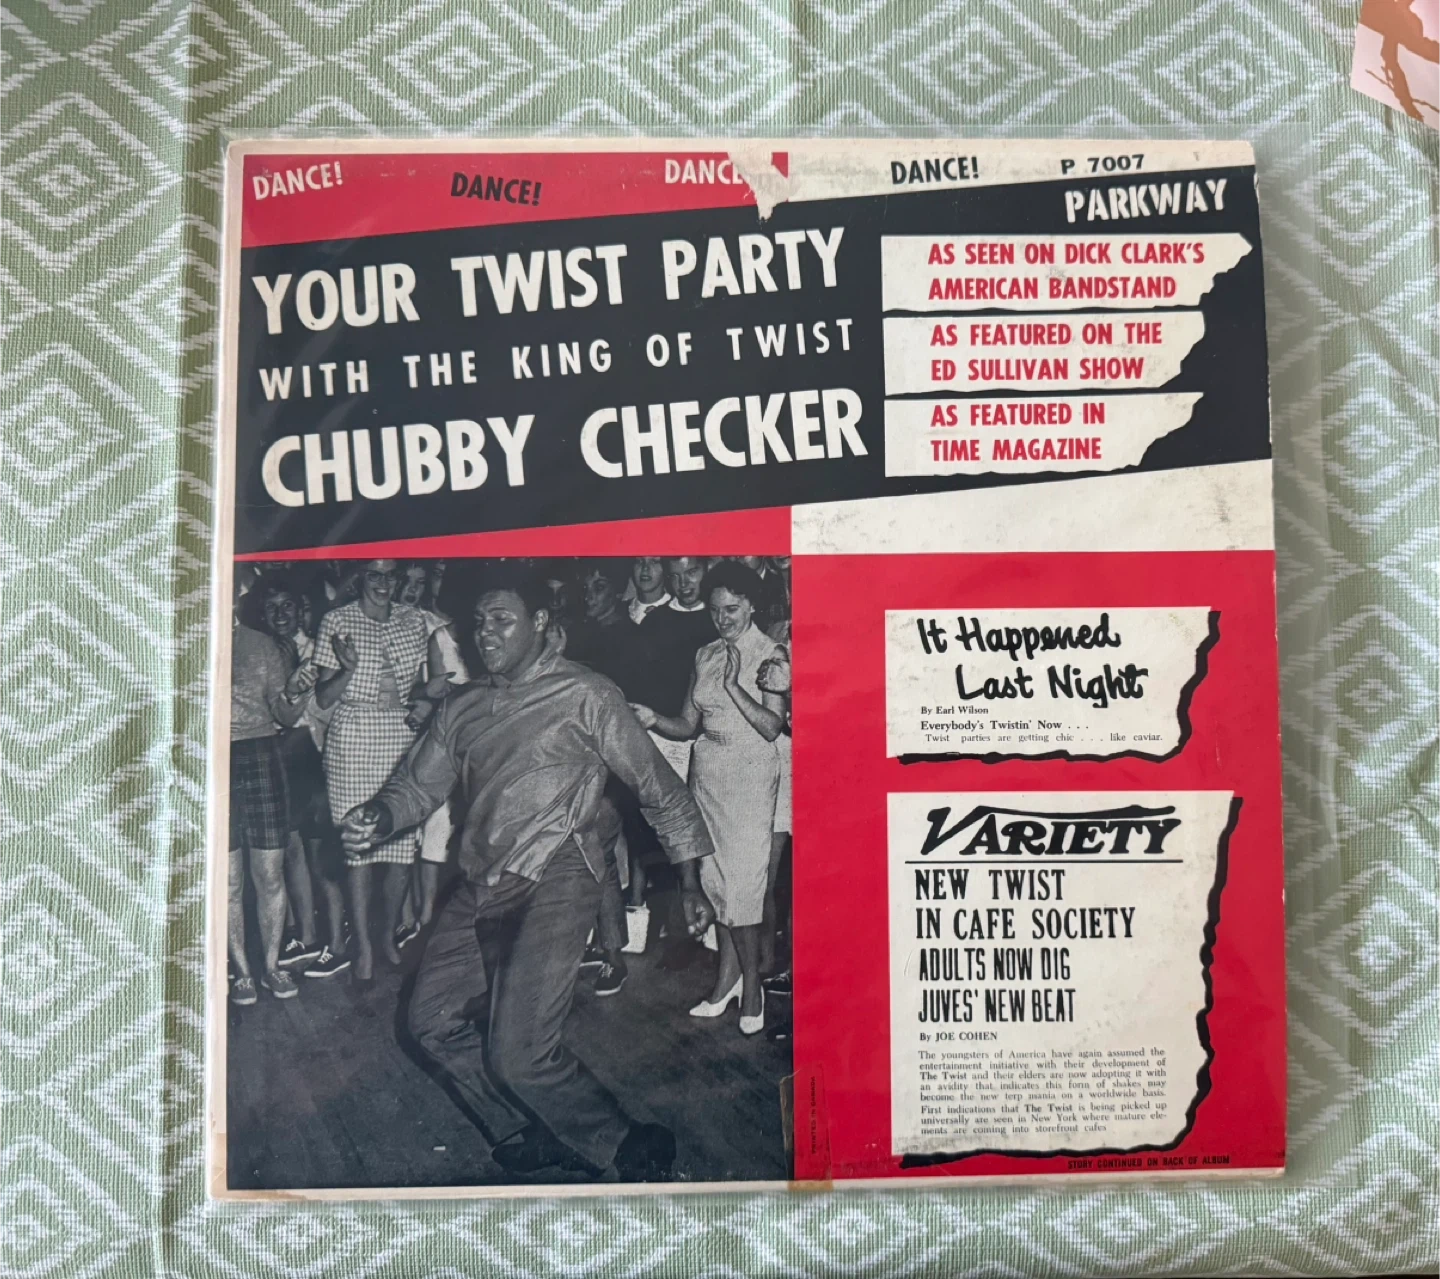 DANCE!
DANCE!
DANCE
DANCE!
P 7007
PARKWAY
YOUR TWIST PARTY
WITH THE KING OF TWIST
CHUBBY CHECKER
AS SEEN ON DICK CLARK'S
AMERICAN BANDSTAND
AS FEATURED ON THE
ED SULLIVAN SHOW
AS FEATURED IN
TIME MAGAZINE
It Happened
Last Night
By Earl Wilson
Everybody's Twistin' Now . . .
Twist parties are getting chic . . . like caviar.
VARIETY
NEW TWIST
IN CAFE SOCIETY
ADULTS NOW DIG
JUVES' NEW BEAT
By JOE COHEN
The youngsters of America have again assumed the
entertainment initiative with their development of
The Twist and their elders are now adopting it with
an avidity that indicates this form of shakes may
become the new terp mania on a worldwide basis.
First indications that The Twist is being picked up
universally are seen in New York where mature ele-
ments are coming into storefront cafes
STORY CONTINUED ON BACK OF ALBUM
PRINTED IN